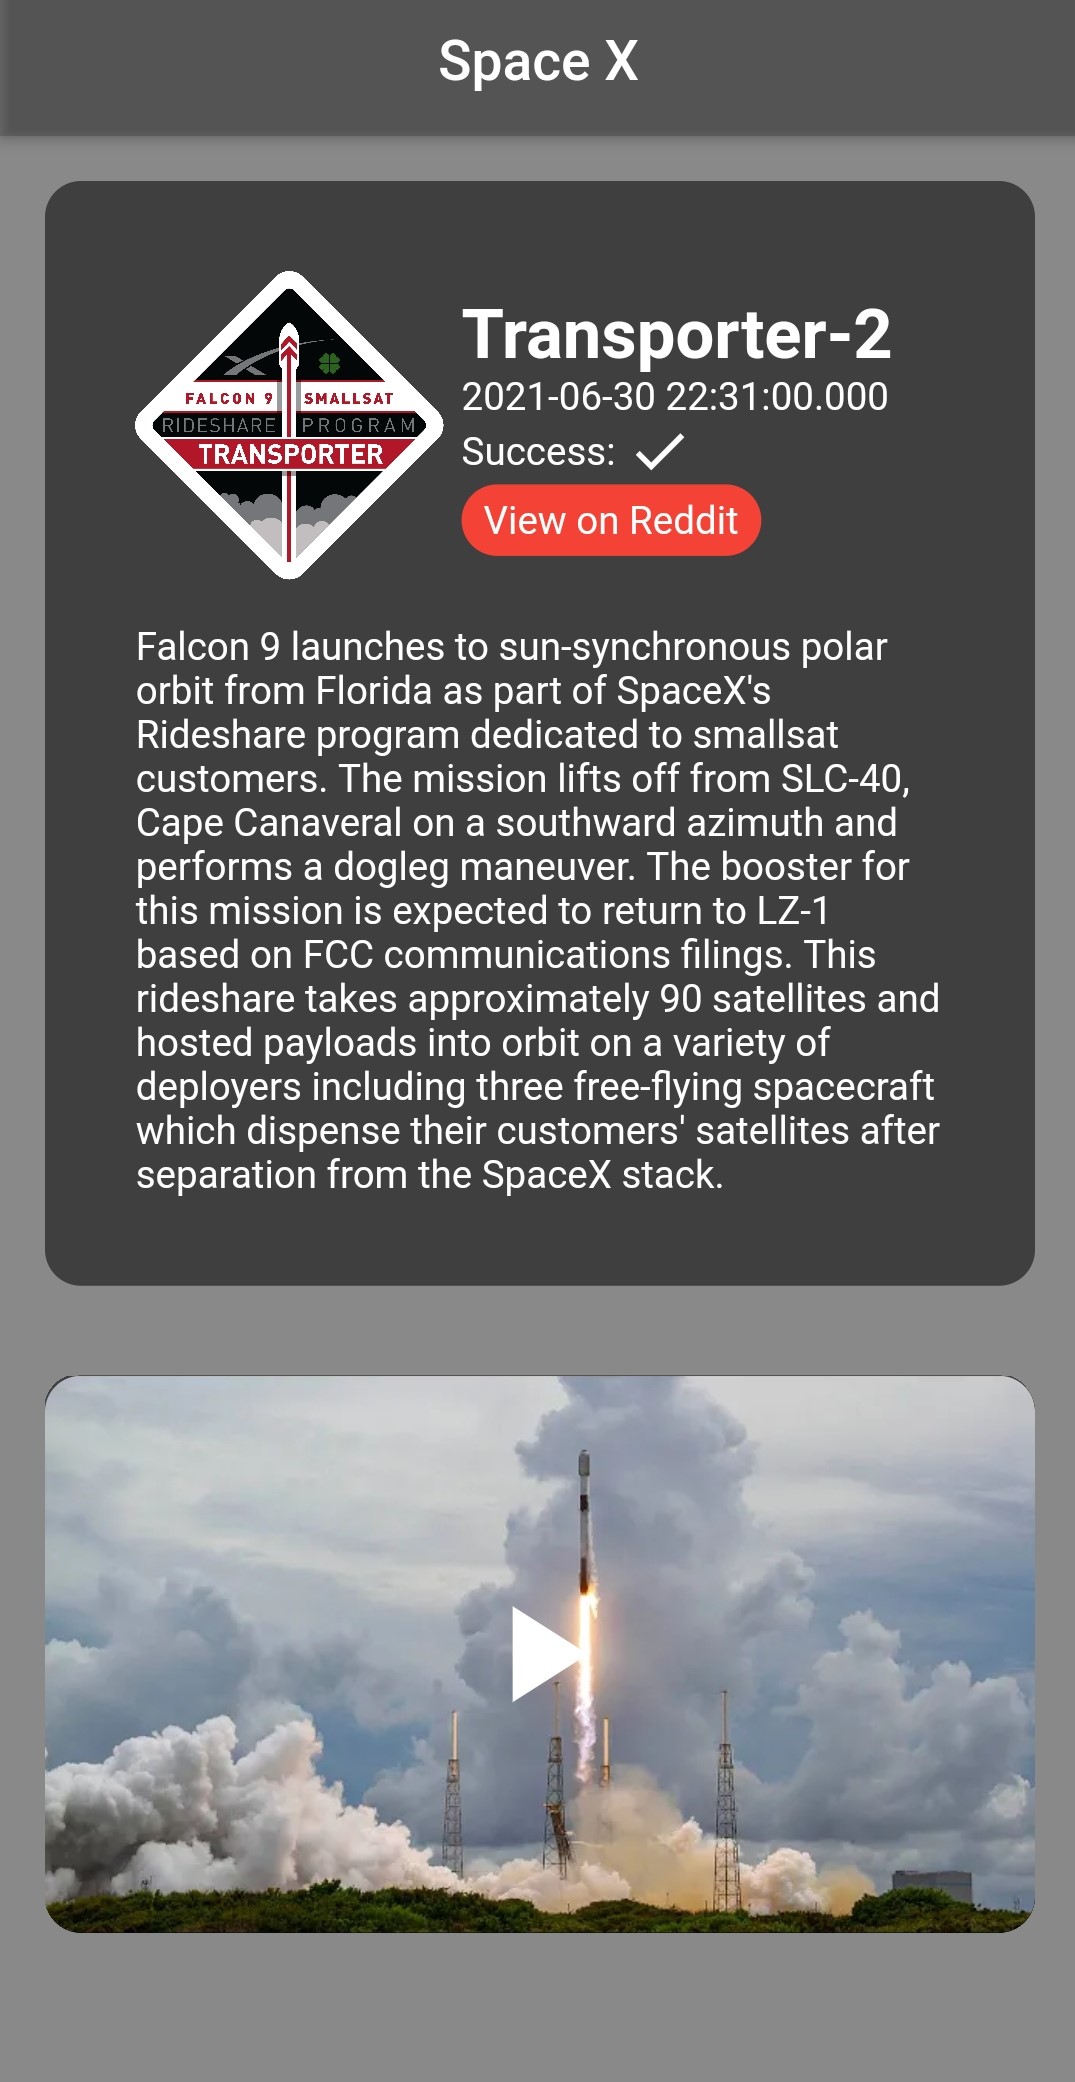 Space X
FALCON 9 SMALLSAT
RIDESHARE PROGRAM
TRANSPORTER
Transporter-2
2021-06-30 22:31:00.000
Success:
View on Reddit
Falcon 9 launches to sun-synchronous polar
orbit from Florida as part of SpaceX's
Rideshare program dedicated to smallsat
customers. The mission lifts off from SLC-40,
Cape Canaveral on a southward azimuth and
performs a dogleg maneuver. The booster for
this mission is expected to return to LZ-1
based on FCC communications filings. This
rideshare takes approximately 90 satellites and
hosted payloads into orbit on a variety of
deployers including three free-flying spacecraft
which dispense their customers' satellites after
separation from the SpaceX stack.